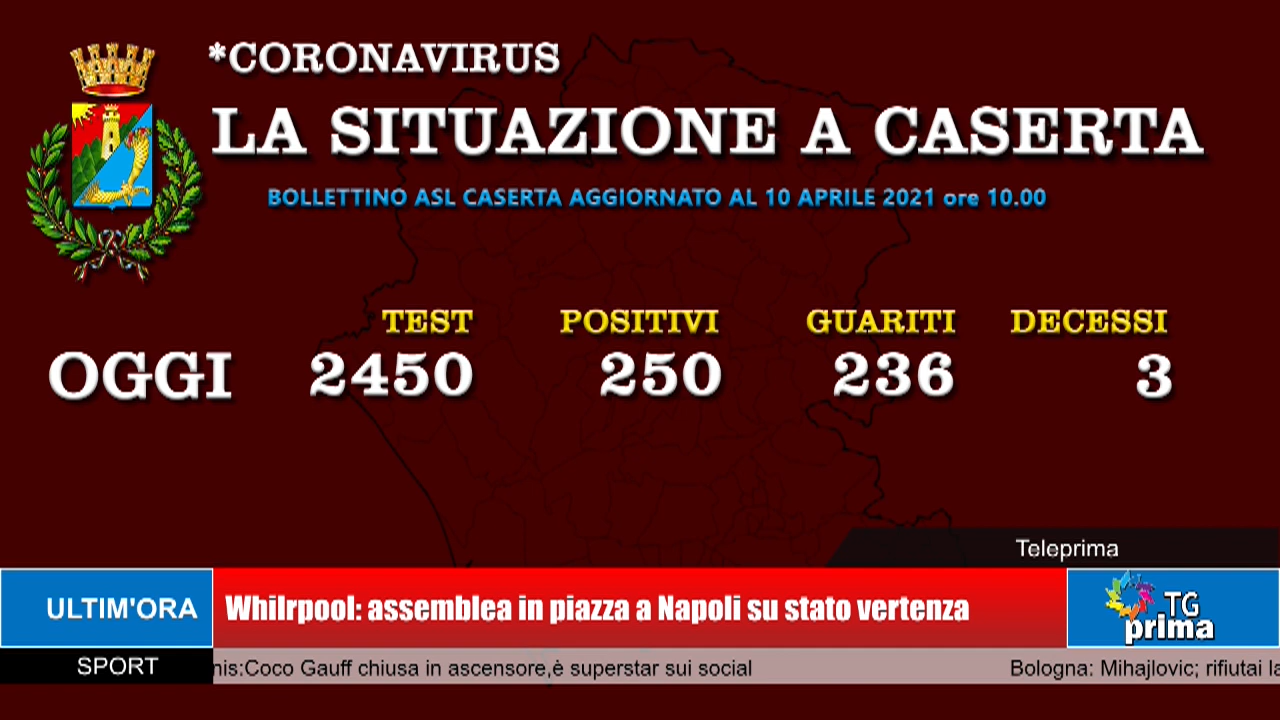 *CORONAVIRUS
LA SITUAZIONE A CASERTA
BOLLETTINO ASL CASERTA AGGIORNATO AL 10 APRILE 2021 ore 10.00
TEST POSITIVI GUARITI DECESSI
OGGI 2450 250 236 3
Teleprima
ULTIM'ORA Whilrpool: assemblea in piazza a Napoli su stato vertenza
TG prima
SPORT nis:Coco Gauff chiusa in ascensore,è superstar sui social Bologna: Mihajlovic; rifiutai la